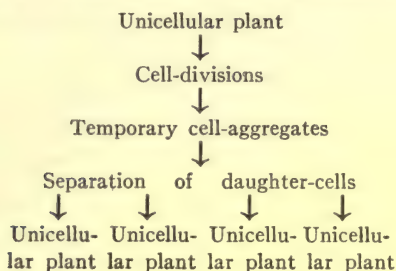 Unicellular plant
Cell-divisions
Temporary cell-aggregates
Separation of daughter-cells
Unicellu- Unicellu- Unicellu- Unicellu-
lar plant lar plant lar plant lar plant